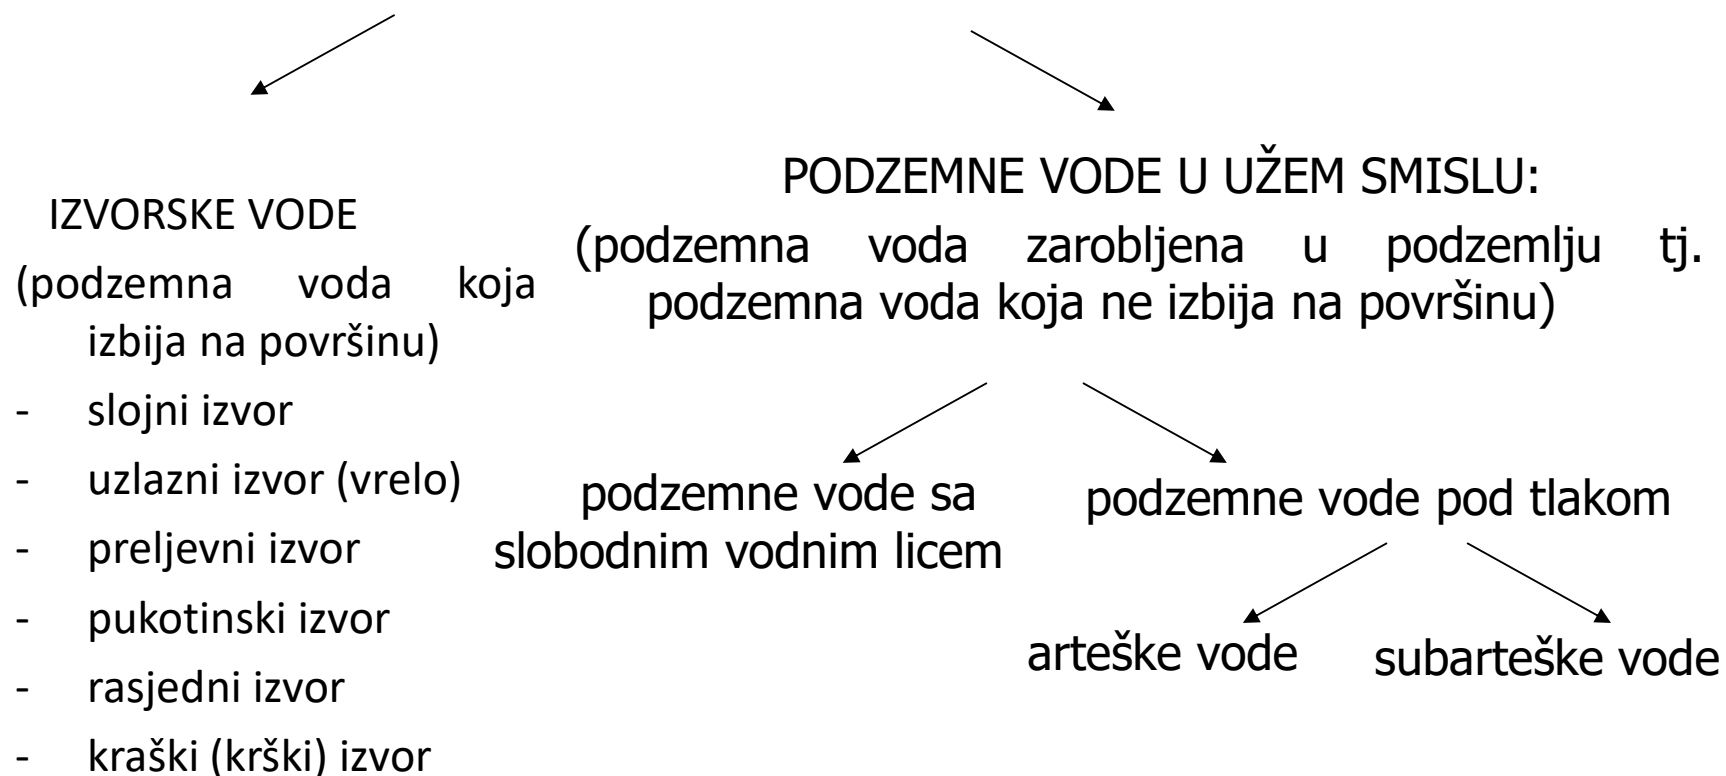 IZVORSKE VODE
(podzemna voda koja
izbija na površinu)
- slojni izvor
- uzlazni izvor (vrelo)
- preljevni izvor
- pukotinski izvor
- rasjedni izvor
- kraški (krški) izvor
PODZEMNE VODE U UŽEM SMISLU:
(podzemna voda zarobljena u podzemlju tj.
podzemna voda koja ne izbija na površinu)
podzemne vode sa
slobodnim vodnim licem
podzemne vode pod tlakom
arteške vode
subarteške vode